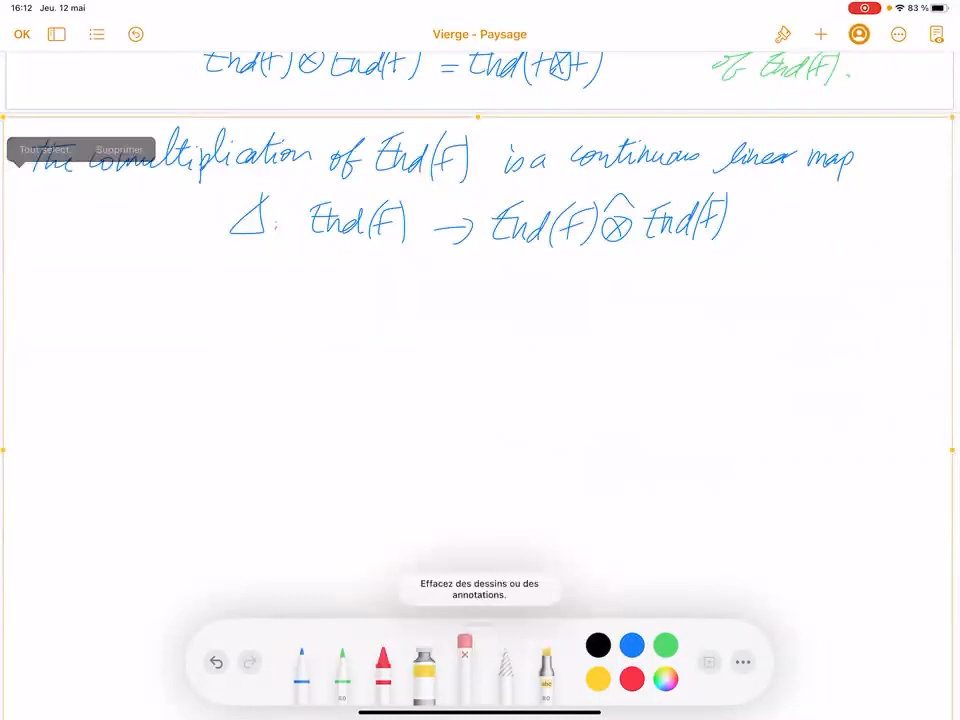 16:12 Jeu. 12 mai 83 %
OK Vierge - Paysage
End(F) ⊗ End(F) = End(F⊠F) of End(F).
Tout sélect. Supprimer
The comultiplication of End(F) is a continuous linear map
Δ: End(F) → End(F) ⊗̂ End(F)
Effacez des dessins ou des
annotations.